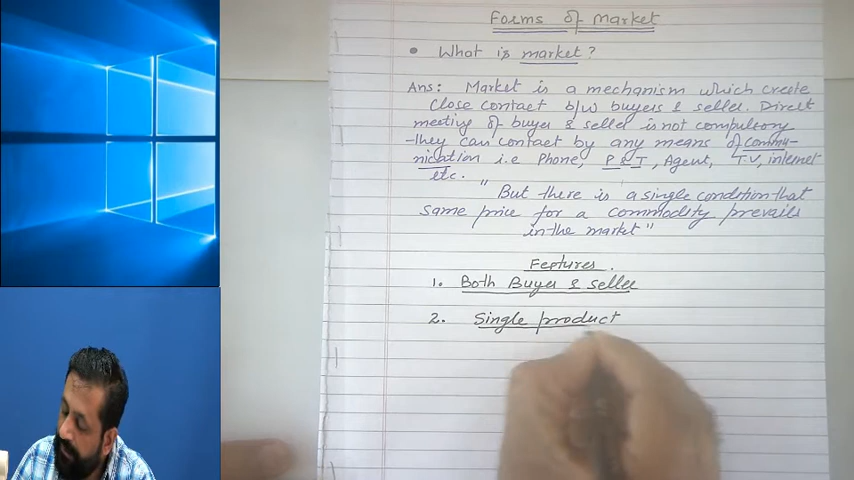 Forms of Market
• What is market?
Ans: Market is a mechanism which create
close contact b/w buyers & seller. Direct
meeting of buyer & seller is not compulsory
they can contact by any means of commu-
nication i.e Phone, P & T, Agent, T.V, internet
etc.
" But there is a single condition that
same price for a commodity prevails
in the market "
Features.
1. Both Buyer & seller
2. Single product